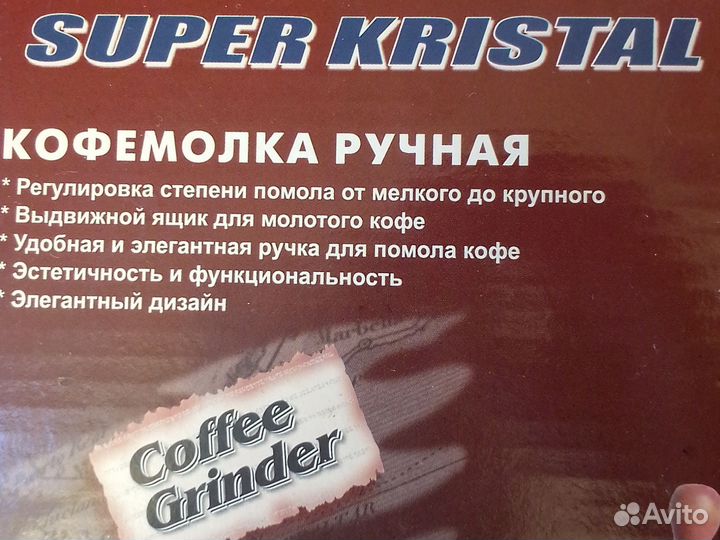 SUPER KRISTAL
КОФЕМОЛКА РУЧНАЯ
* Регулировка степени помола от мелкого до крупного
* Выдвижной ящик для молотого кофе
* Удобная и элегантная ручка для помола кофе
* Эстетичность и функциональность
* Элегантный дизайн
Coffee
Grinder
Avito